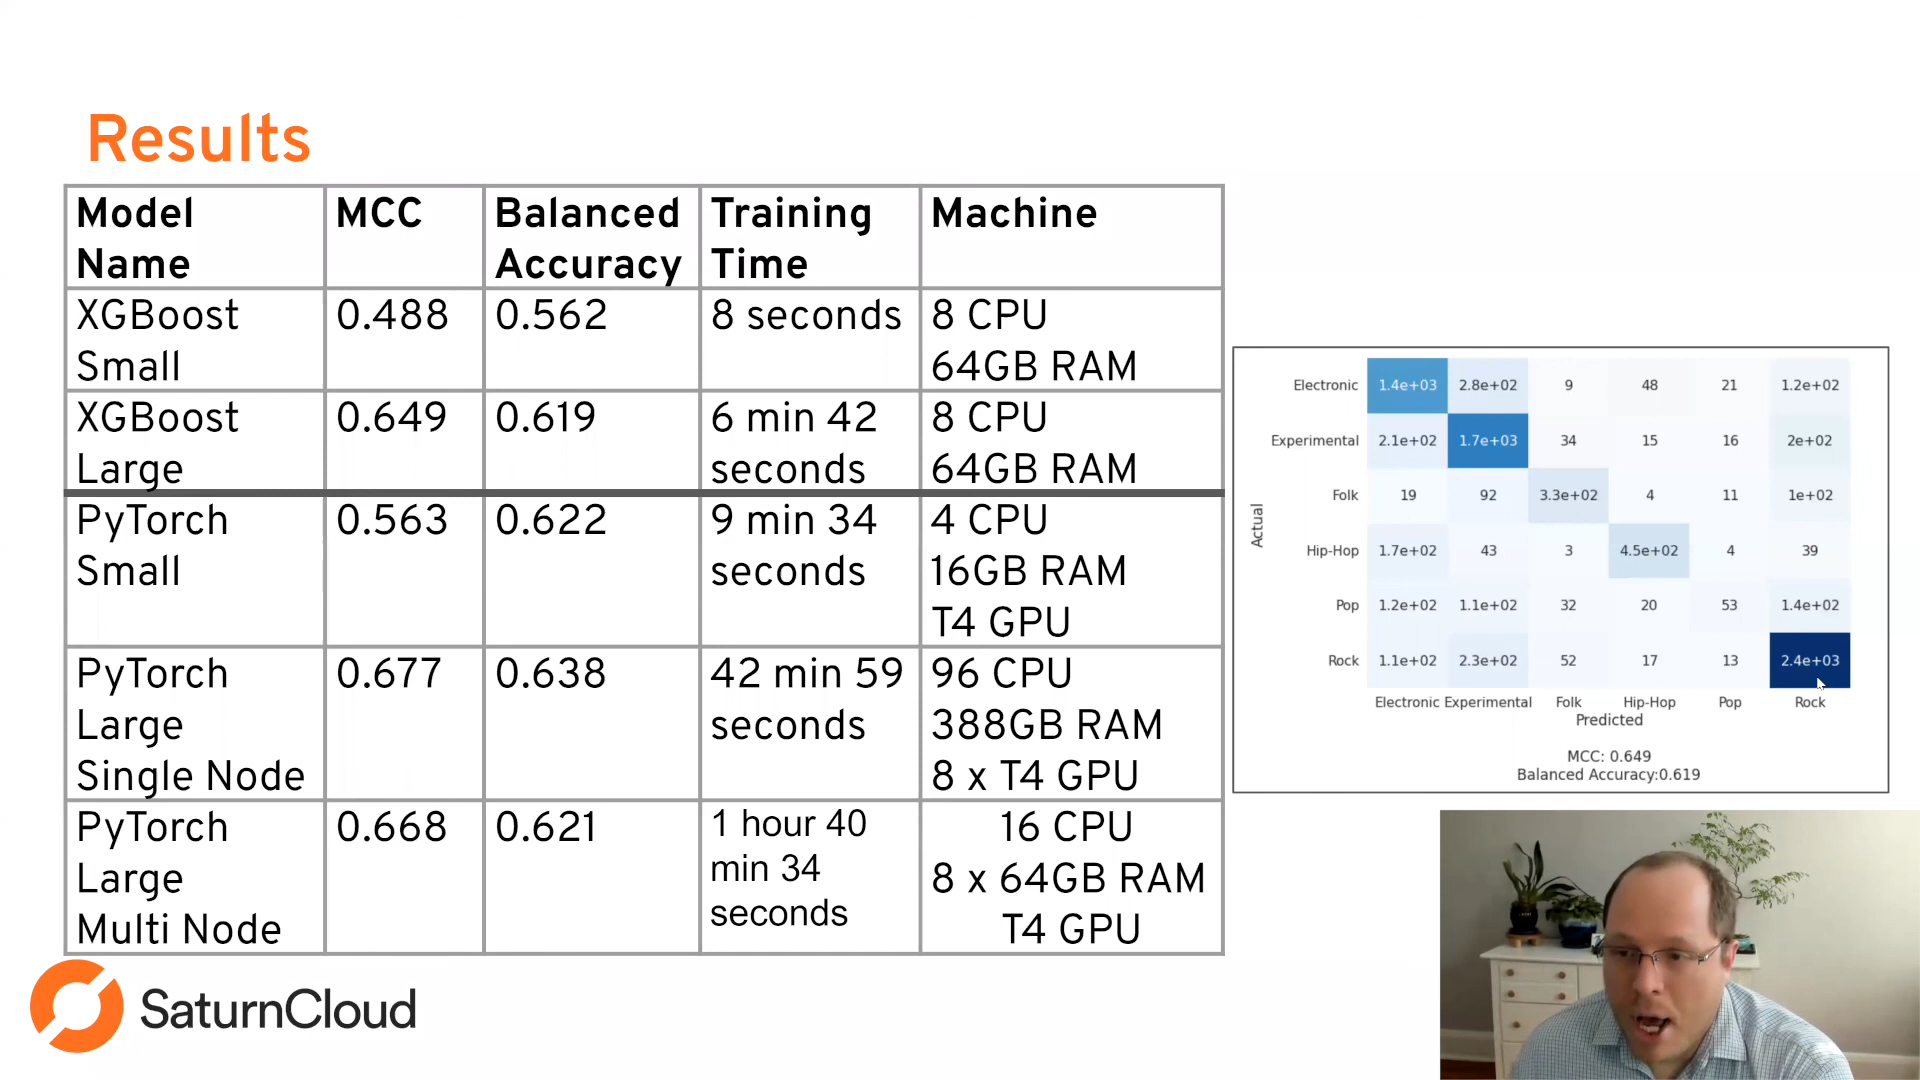 Results
Model Name MCC Balanced Accuracy Training Time Machine
XGBoost Small 0.488 0.562 8 seconds 8 CPU 64GB RAM
XGBoost Large 0.649 0.619 6 min 42 seconds 8 CPU 64GB RAM
PyTorch Small 0.563 0.622 9 min 34 seconds 4 CPU 16GB RAM T4 GPU
PyTorch Large Single Node 0.677 0.638 42 min 59 seconds 96 CPU 388GB RAM 8 x T4 GPU
PyTorch Large Multi Node 0.668 0.621 1 hour 40 min 34 seconds 16 CPU 8 x 64GB RAM T4 GPU
Actual
Electronic 1.4e+03 2.8e+02 9 48 21 1.2e+02
Experimental 2.1e+02 1.7e+03 34 15 16 2e+02
Folk 19 92 3.3e+02 4 11 1e+02
Hip-Hop 1.7e+02 43 3 4.5e+02 4 39
Pop 1.2e+02 1.1e+02 32 20 53 1.4e+02
Rock 1.1e+02 2.3e+02 52 17 13 2.4e+03
Electronic Experimental Folk Hip-Hop Pop Rock
Predicted
MCC: 0.649
Balanced Accuracy:0.619
SaturnCloud